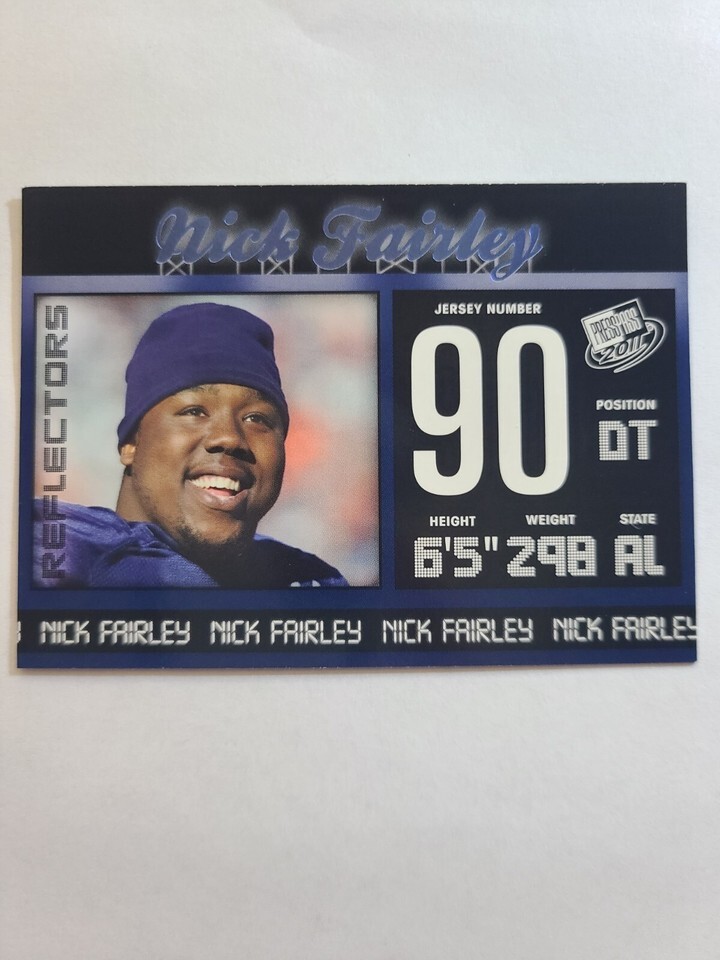 Nick Fairley
REFLECTORS
JERSEY NUMBER
90
PRESS PASS
2011
POSITION
DT
HEIGHT WEIGHT STATE
6'5" 298 AL
NICK FAIRLEY NICK FAIRLEY NICK FAIRLEY NICK FAIRLEY